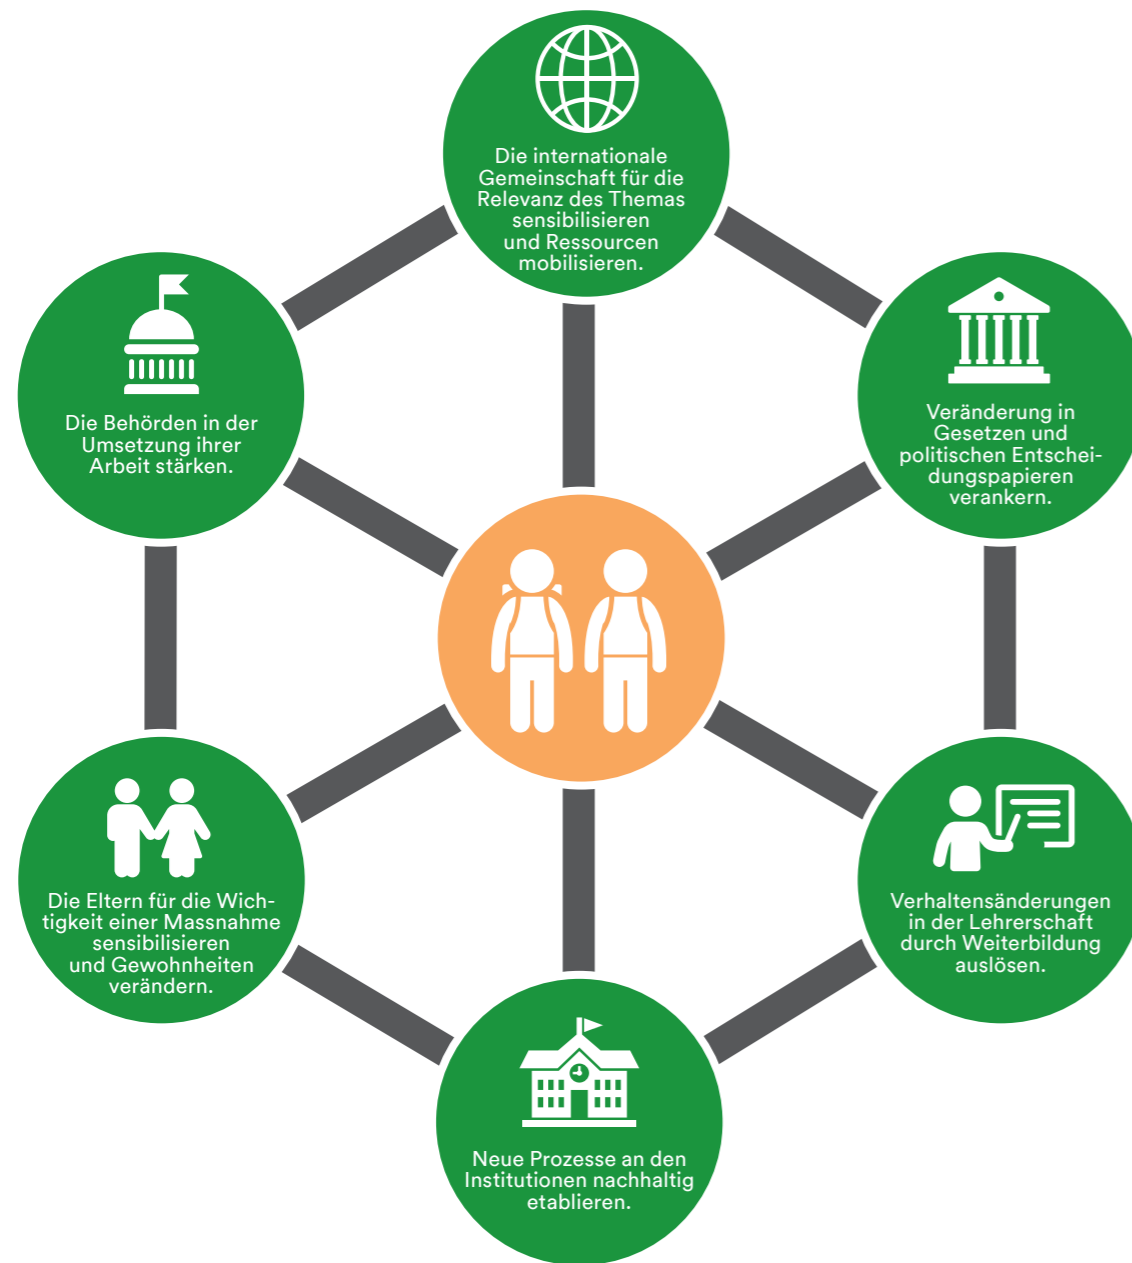 Die internationale
Gemeinschaft für die
Relevanz des Themas
sensibilisieren
und Ressourcen
mobilisieren.
Die Behörden in der
Umsetzung ihrer
Arbeit stärken.
Veränderung in
Gesetzen und
politischen Entschei-
dungspapieren
verankern.
Die Eltern für die Wich-
tigkeit einer Massnahme
sensibilisieren
und Gewohnheiten
verändern.
Verhaltensänderungen
in der Lehrerschaft
durch Weiterbildung
auslösen.
Neue Prozesse an den
Institutionen nachhaltig
etablieren.